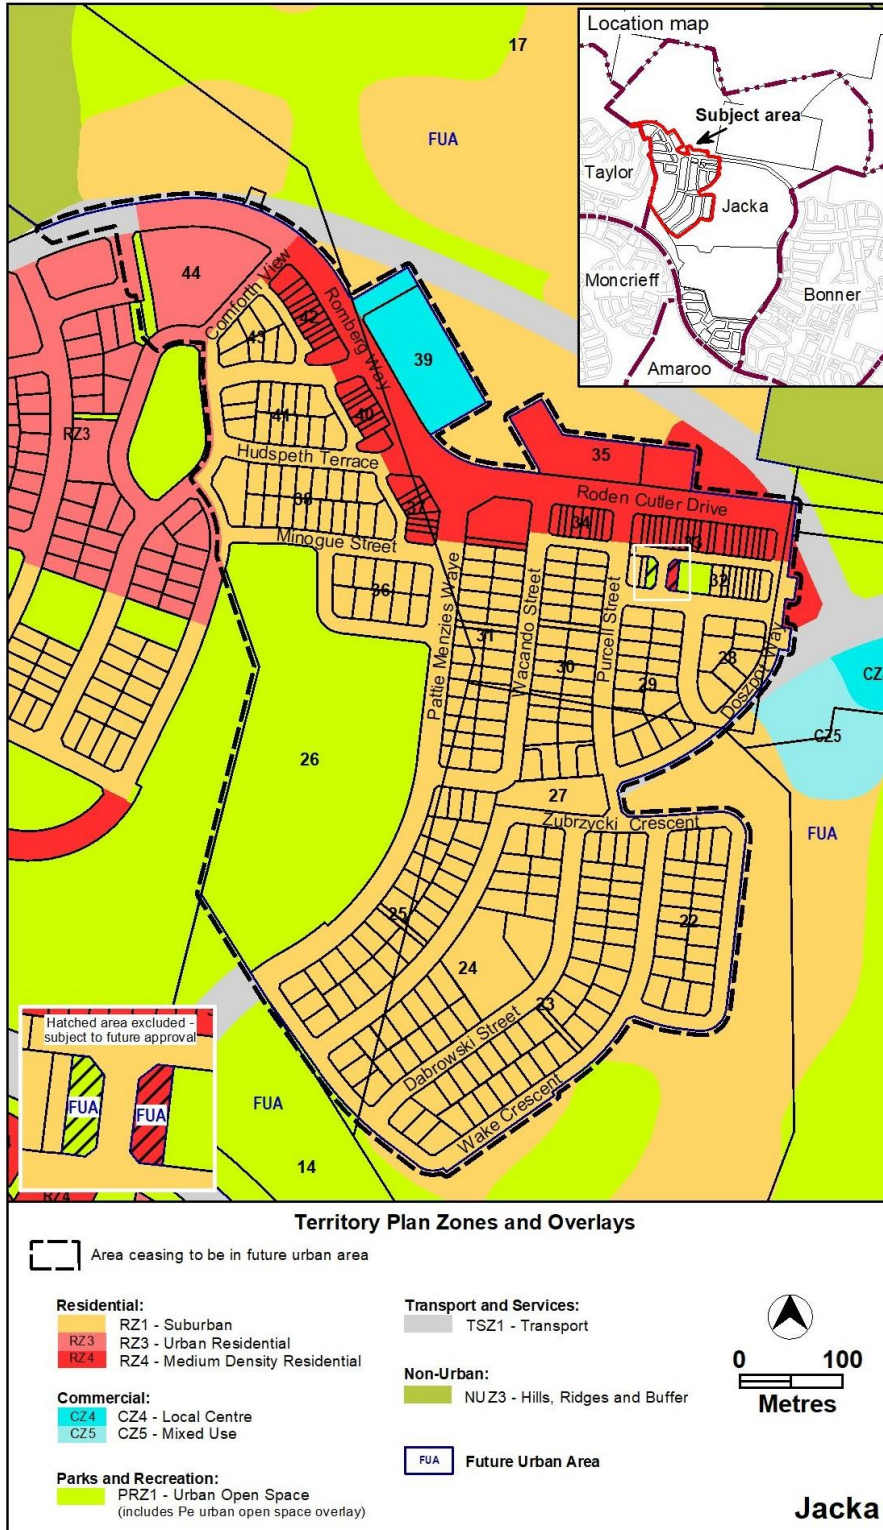 Location map
Subject area
Taylor
Jacka
Moncrieff
Bonner
Amaroo
17
FUA
44
Comforth View
43
42
Romberg Way
39
41
40
Hudspeth Terrace
38
37
Minogue Street
36
RZ3
35
Roden Cutler Drive
34
33
32
Pattie Menzies Waye
31
Wacando Street
30
Purcell Street
29
28
Doszpot Way
CZ5
26
27
Zubrzycki Crescent
FUA
25
24
22
23
Dabrowski Street
Wake Crescent
FUA
14
Hatched area excluded -
subject to future approval
FUA
FUA
RZ4
Territory Plan Zones and Overlays
Area ceasing to be in future urban area
Residential:
RZ1 - Suburban
RZ3 RZ3 - Urban Residential
RZ4 RZ4 - Medium Density Residential
Commercial:
CZ4 CZ4 - Local Centre
CZ5 CZ5 - Mixed Use
Parks and Recreation:
PRZ1 - Urban Open Space
(includes Pe urban open space overlay)
Transport and Services:
TSZ1 - Transport
Non-Urban:
NUZ3 - Hills, Ridges and Buffer
FUA Future Urban Area
0 100
Metres
Jacka